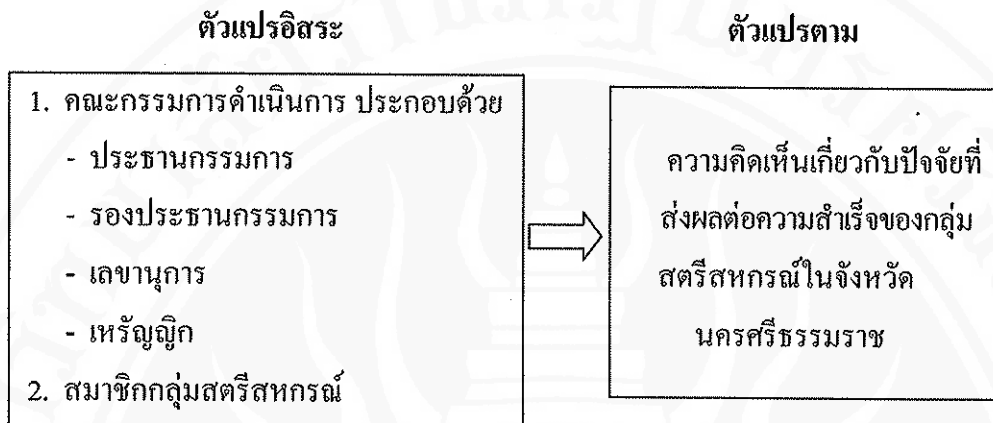 ตัวแปรอิสระ
1. คณะกรรมการดำเนินการ ประกอบด้วย
- ประธานกรรมการ
- รองประธานกรรมการ
- เลขานุการ
- เหรัญญิก
2. สมาชิกกลุ่มสตรีสหกรณ์
ตัวแปรตาม
ความคิดเห็นเกี่ยวกับปัจจัยที่
ส่งผลต่อความสำเร็จของกลุ่ม
สตรีสหกรณ์ในจังหวัด
นครศรีธรรมราช